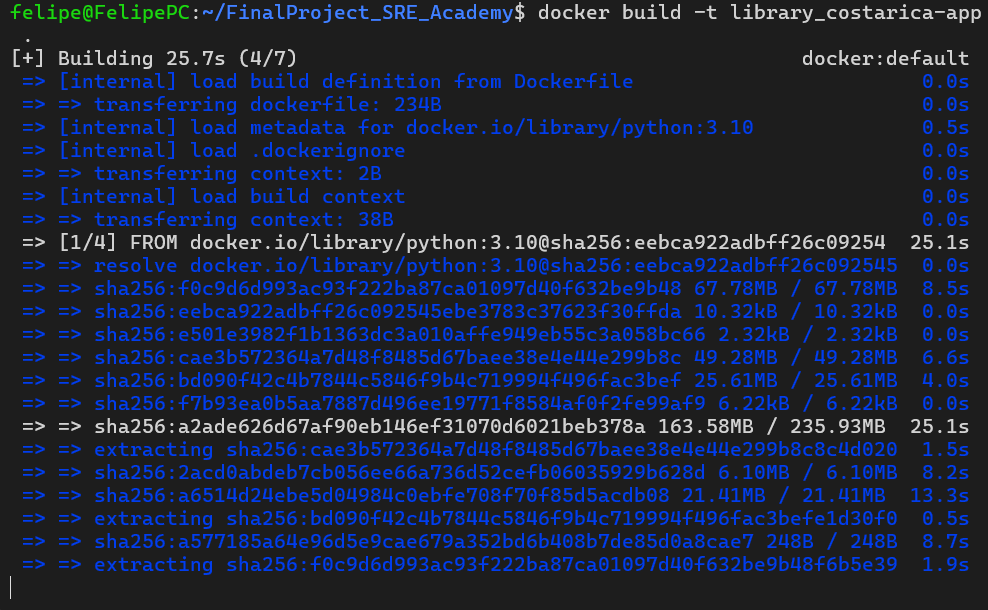 felipe@FelipePC:~/FinalProject_SRE_Academy$ docker build -t library_costarica-app
.
[+] Building 25.7s (4/7) docker:default
=> [internal] load build definition from Dockerfile 0.0s
=> => transferring dockerfile: 234B 0.0s
=> [internal] load metadata for docker.io/library/python:3.10 0.5s
=> [internal] load .dockerignore 0.0s
=> => transferring context: 2B 0.0s
=> [internal] load build context 0.0s
=> => transferring context: 38B 0.0s
=> [1/4] FROM docker.io/library/python:3.10@sha256:eebca922adbff26c09254 25.1s
=> => resolve docker.io/library/python:3.10@sha256:eebca922adbff26c092545 0.0s
=> => sha256:f0c9d6d993ac93f222ba87ca01097d40f632be9b48 67.78MB / 67.78MB 8.5s
=> => sha256:eebca922adbff26c092545ebe3783c37623f30ffda 10.32kB / 10.32kB 0.0s
=> => sha256:e501e3982f1b1363dc3a010affe949eb55c3a058bc66 2.32kB / 2.32kB 0.0s
=> => sha256:cae3b572364a7d48f8485d67baee38e4e44e299b8c 49.28MB / 49.28MB 6.6s
=> => sha256:bd090f42c4b7844c5846f9b4c719994f496fac3bef 25.61MB / 25.61MB 4.0s
=> => sha256:f7b93ea0b5aa7887d496ee19771f8584af0f2fe99af9 6.22kB / 6.22kB 0.0s
=> => sha256:a2ade626d67af90eb146ef31070d6021beb378a 163.58MB / 235.93MB 25.1s
=> => extracting sha256:cae3b572364a7d48f8485d67baee38e4e44e299b8c8c4d020 1.5s
=> => sha256:2acd0abdeb7cb056ee66a736d52cefb06035929b628d 6.10MB / 6.10MB 8.2s
=> => sha256:a6514d24ebe5d04984c0ebfe708f70f85d5acdb08 21.41MB / 21.41MB 13.3s
=> => extracting sha256:bd090f42c4b7844c5846f9b4c719994f496fac3befe1d30f0 0.5s
=> => sha256:a577185a64e96d5e9cae679a352bd6b408b7de85d0a8cae7 248B / 248B 8.7s
=> => extracting sha256:f0c9d6d993ac93f222ba87ca01097d40f632be9b48f6b5e39 1.9s